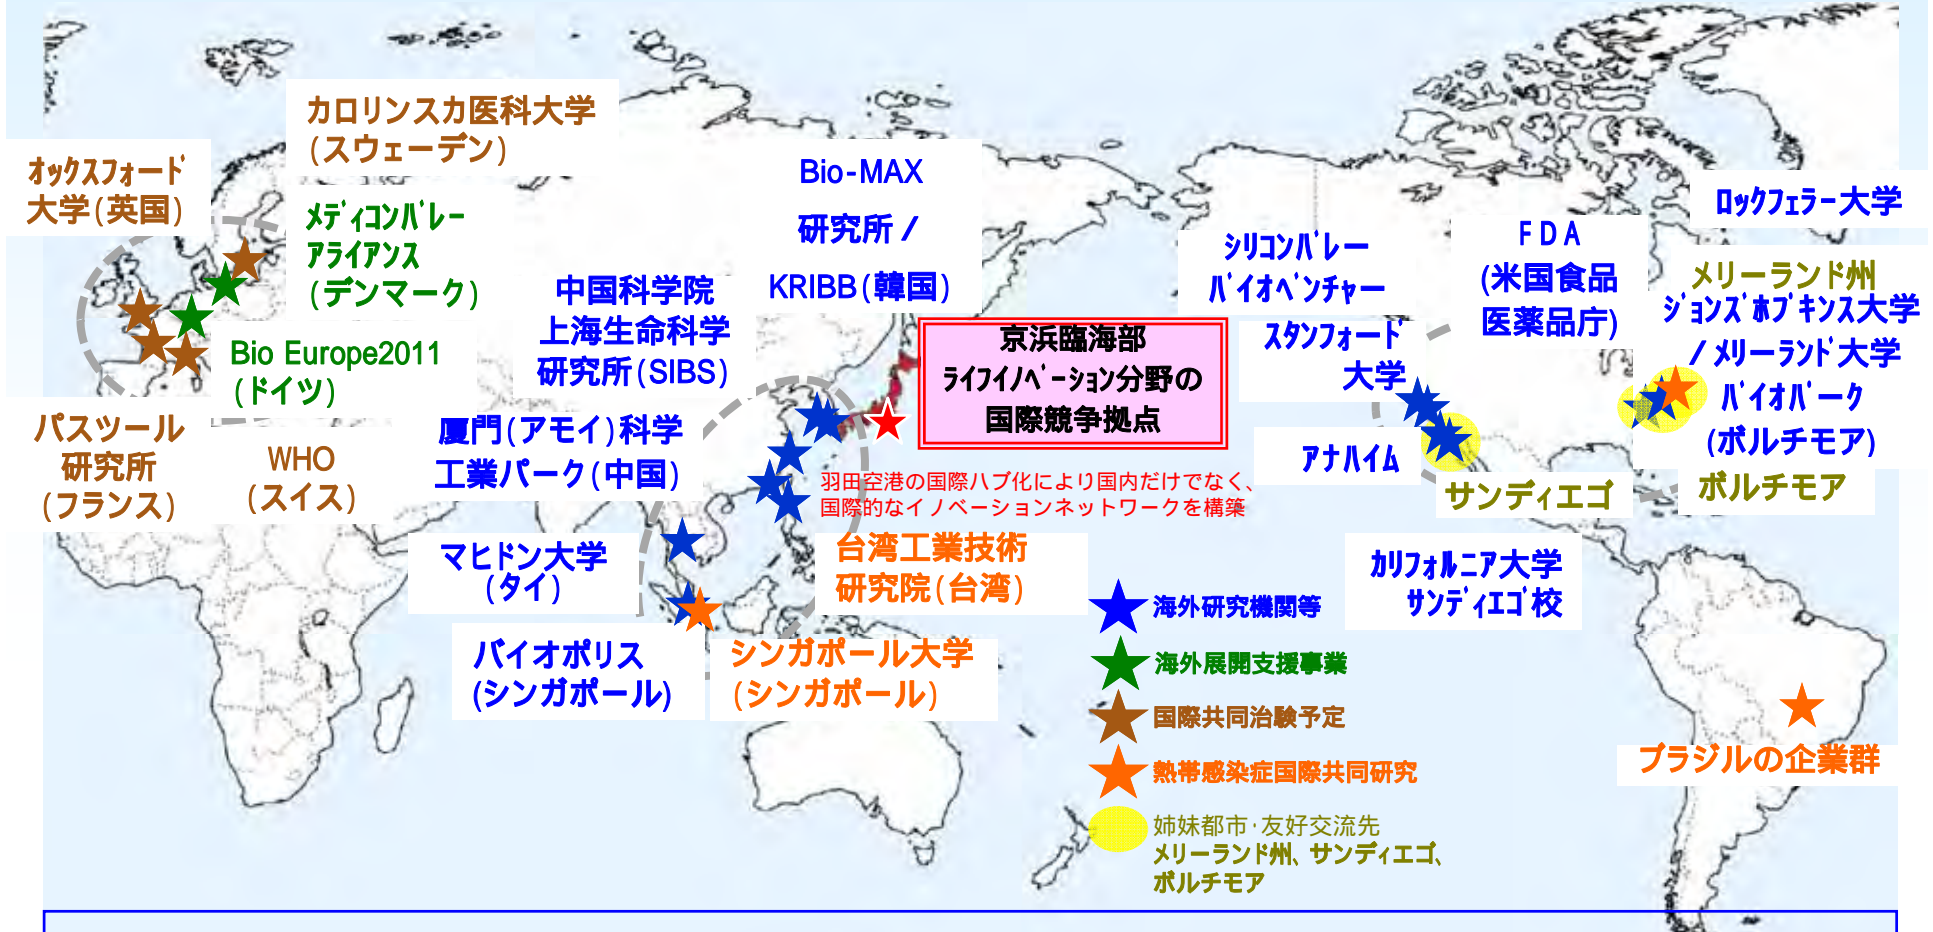 カロリンスカ医科大学
(スウェーデン)
オックスフォード
大学(英国)
メディコンバレー
アライアンス
(デンマーク)
Bio Europe2011
(ドイツ)
パスツール
研究所
(フランス)
WHO
(スイス)
Bio-MAX
研究所/
KRIBB(韓国)
中国科学院
上海生命科学
研究所(SIBS)
厦門(アモイ)科学
工業パーク(中国)
京浜臨海部
ライフイノベーション分野の
国際競争拠点
羽田空港の国際ハブ化により国内だけでなく、
国際的なイノベーションネットワークを構築
マヒドン大学
(タイ)
台湾工業技術
研究院(台湾)
バイオポリス
(シンガポール)
シンガポール大学
(シンガポール)
シリコンバレー
バイオベンチャー
スタンフォード
大学
アナハイム
サンディエゴ
カリフォルニア大学
サンディエゴ校
FDA
(米国食品
医薬品庁)
ロックフェラー大学
メリーランド州
ジョンズホプキンス大学
/メリーランド大学
バイオパーク
(ボルチモア)
ボルチモア
ブラジルの企業群
海外研究機関等
海外展開支援事業
国際共同治験予定
熱帯感染症国際共同研究
姉妹都市・友好交流先
メリーランド州、サンディエゴ、
ボルチモア